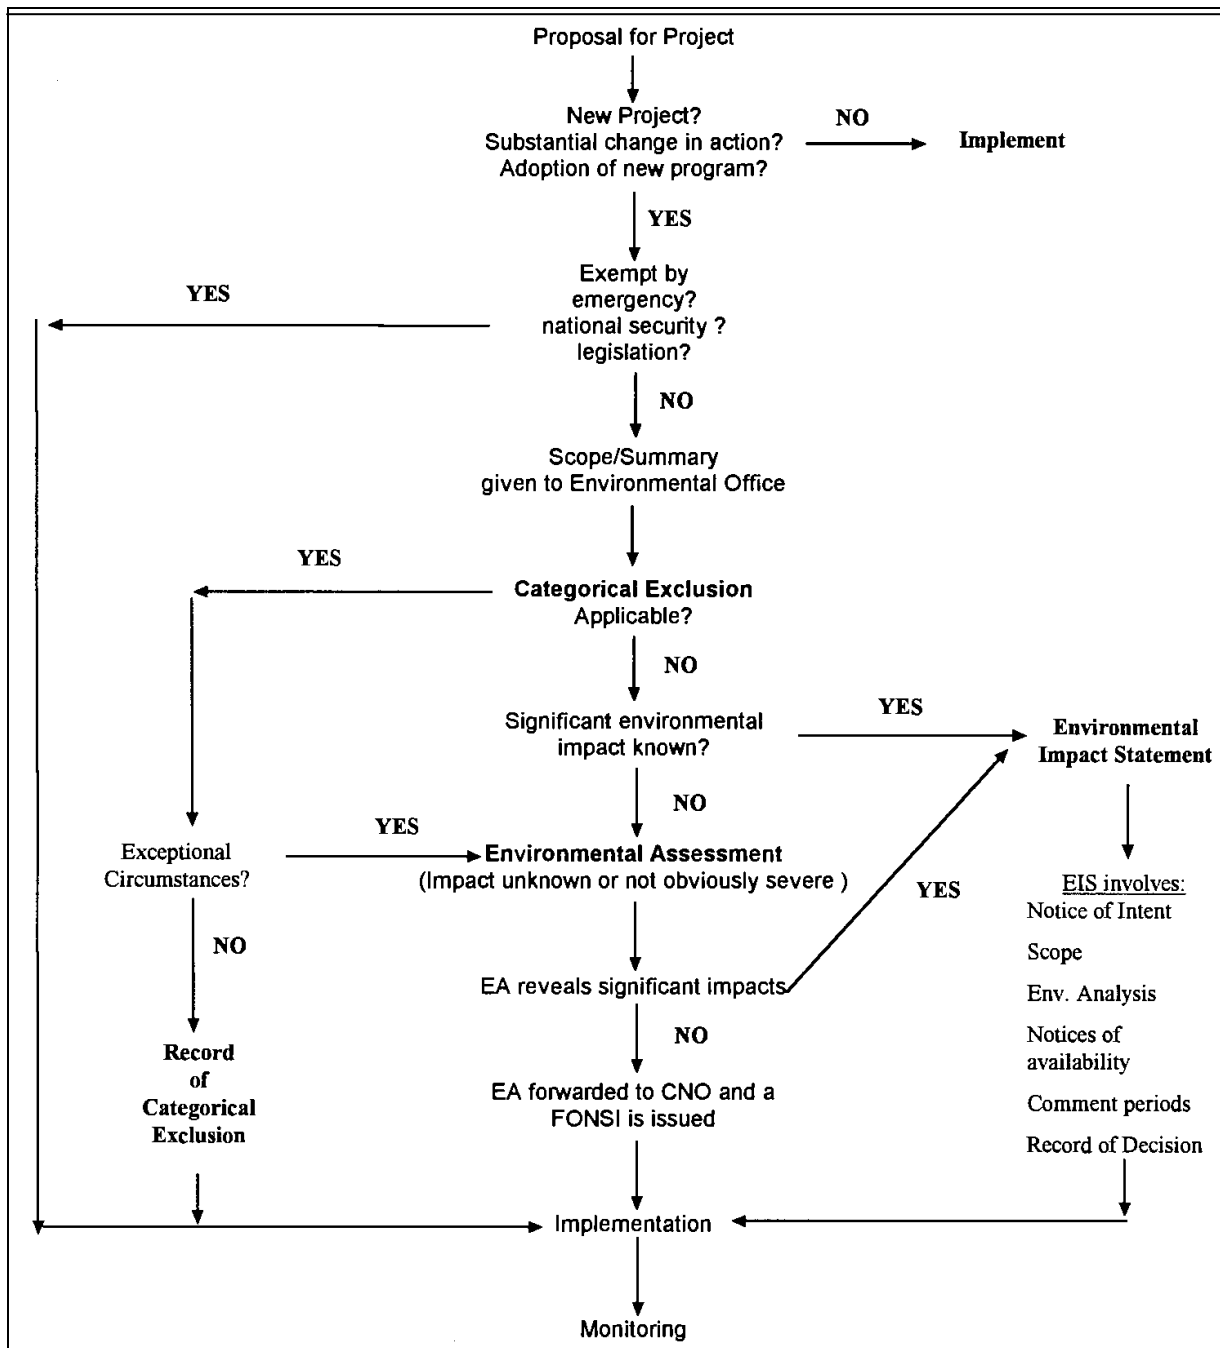 Proposal for Project
New Project?
Substantial change in action?
Adoption of new program?
NO
Implement
YES
Exempt by
emergency?
national security ?
legislation?
YES
NO
Scope/Summary
given to Environmental Office
YES
Categorical Exclusion
Applicable?
NO
Significant environmental
impact known?
YES
Environmental
Impact Statement
NO
Exceptional
Circumstances?
YES
Environmental Assessment
(Impact unknown or not obviously severe )
YES
EIS involves:
Notice of Intent
Scope
Env. Analysis
Notices of
availability
Comment periods
Record of Decision
NO
EA reveals significant impacts
NO
Record
of
Categorical
Exclusion
EA forwarded to CNO and a
FONSI is issued
Implementation
Monitoring